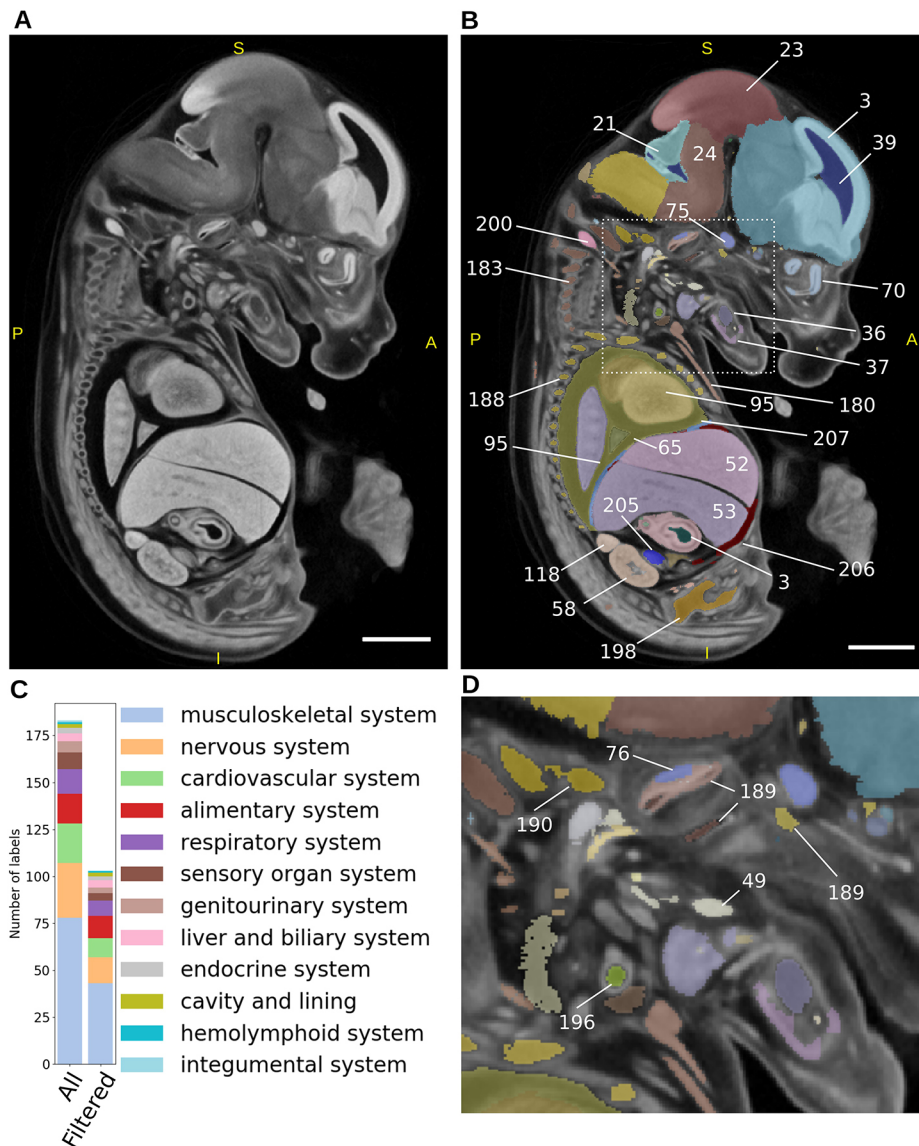 A
S
P
A
I
B
S
23
3
39
21
24
75
200
183
70
P
A
36
37
188
95
180
207
65
95
52
53
205
118
206
3
58
198
I
C
Number of labels
175
150
125
100
75
50
25
0
All
Filtered
musculoskeletal system
nervous system
cardiovascular system
alimentary system
respiratory system
sensory organ system
genitourinary system
liver and biliary system
endocrine system
cavity and lining
hemolymphoid system
integumental system
D
76
189
190
189
49
196